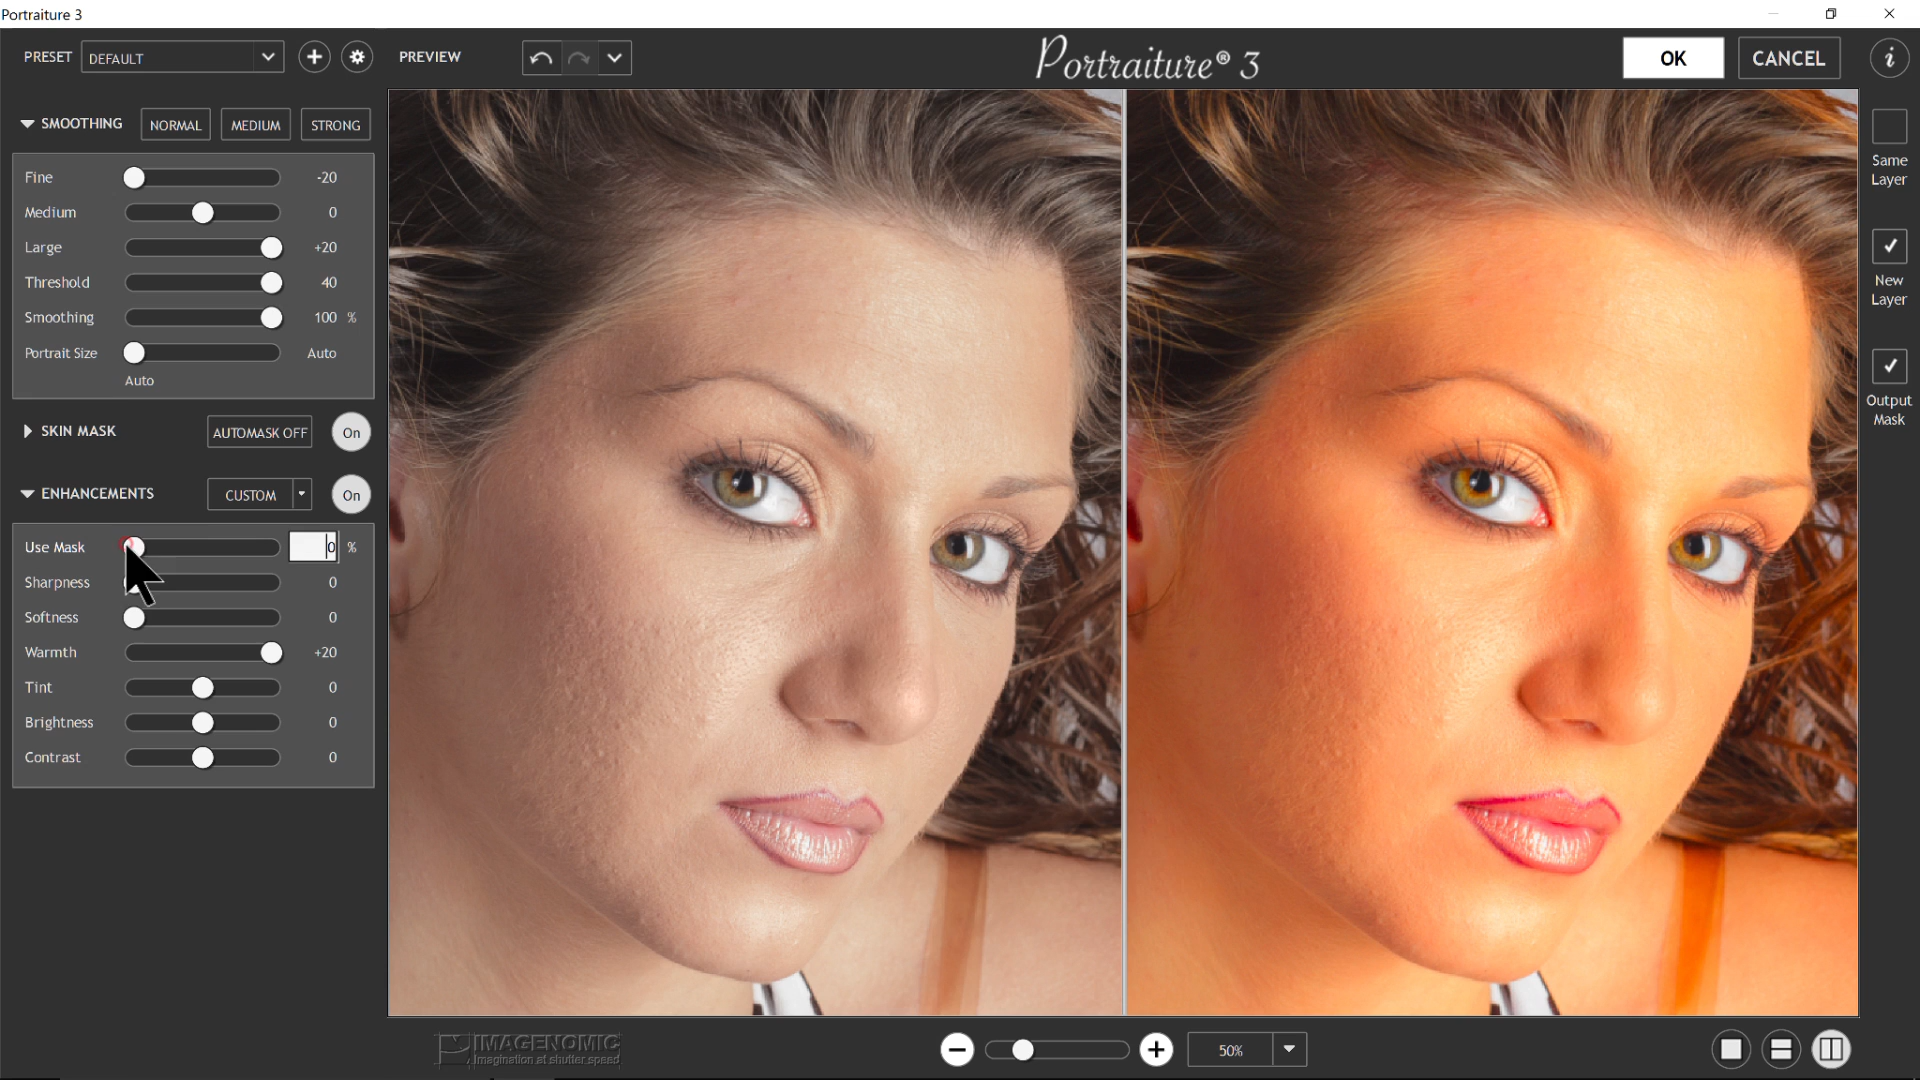 Portraiture 3
PRESET DEFAULT PREVIEW Portraiture® 3 OK CANCEL i
SMOOTHING NORMAL MEDIUM STRONG
Fine -20
Medium 0
Large +20
Threshold 40
Smoothing 100 %
Portrait Size Auto
Auto
SKIN MASK AUTOMASK OFF On
ENHANCEMENTS CUSTOM On
Use Mask 0 %
Sharpness 0
Softness 0
Warmth +20
Tint 0
Brightness 0
Contrast 0
Same
Layer
New
Layer
Output
Mask
IMAGENOMIC
Imagination at shutter speed
50%